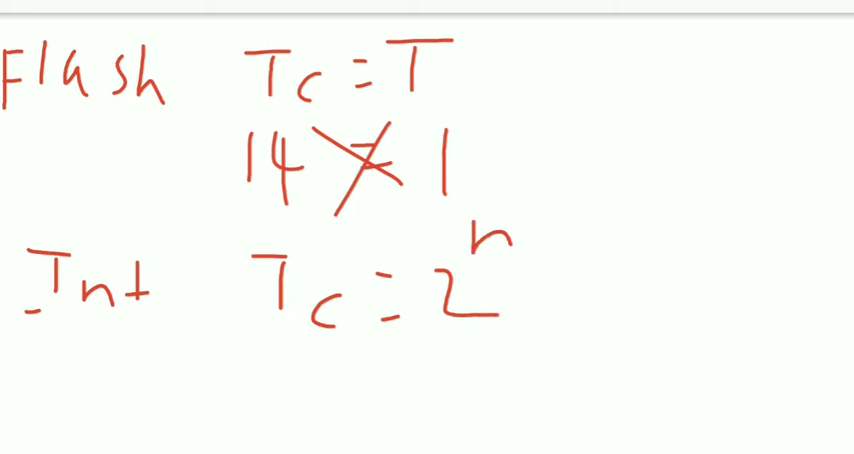 Flash Tc = T
14 = 1
Int Tc = 2^n